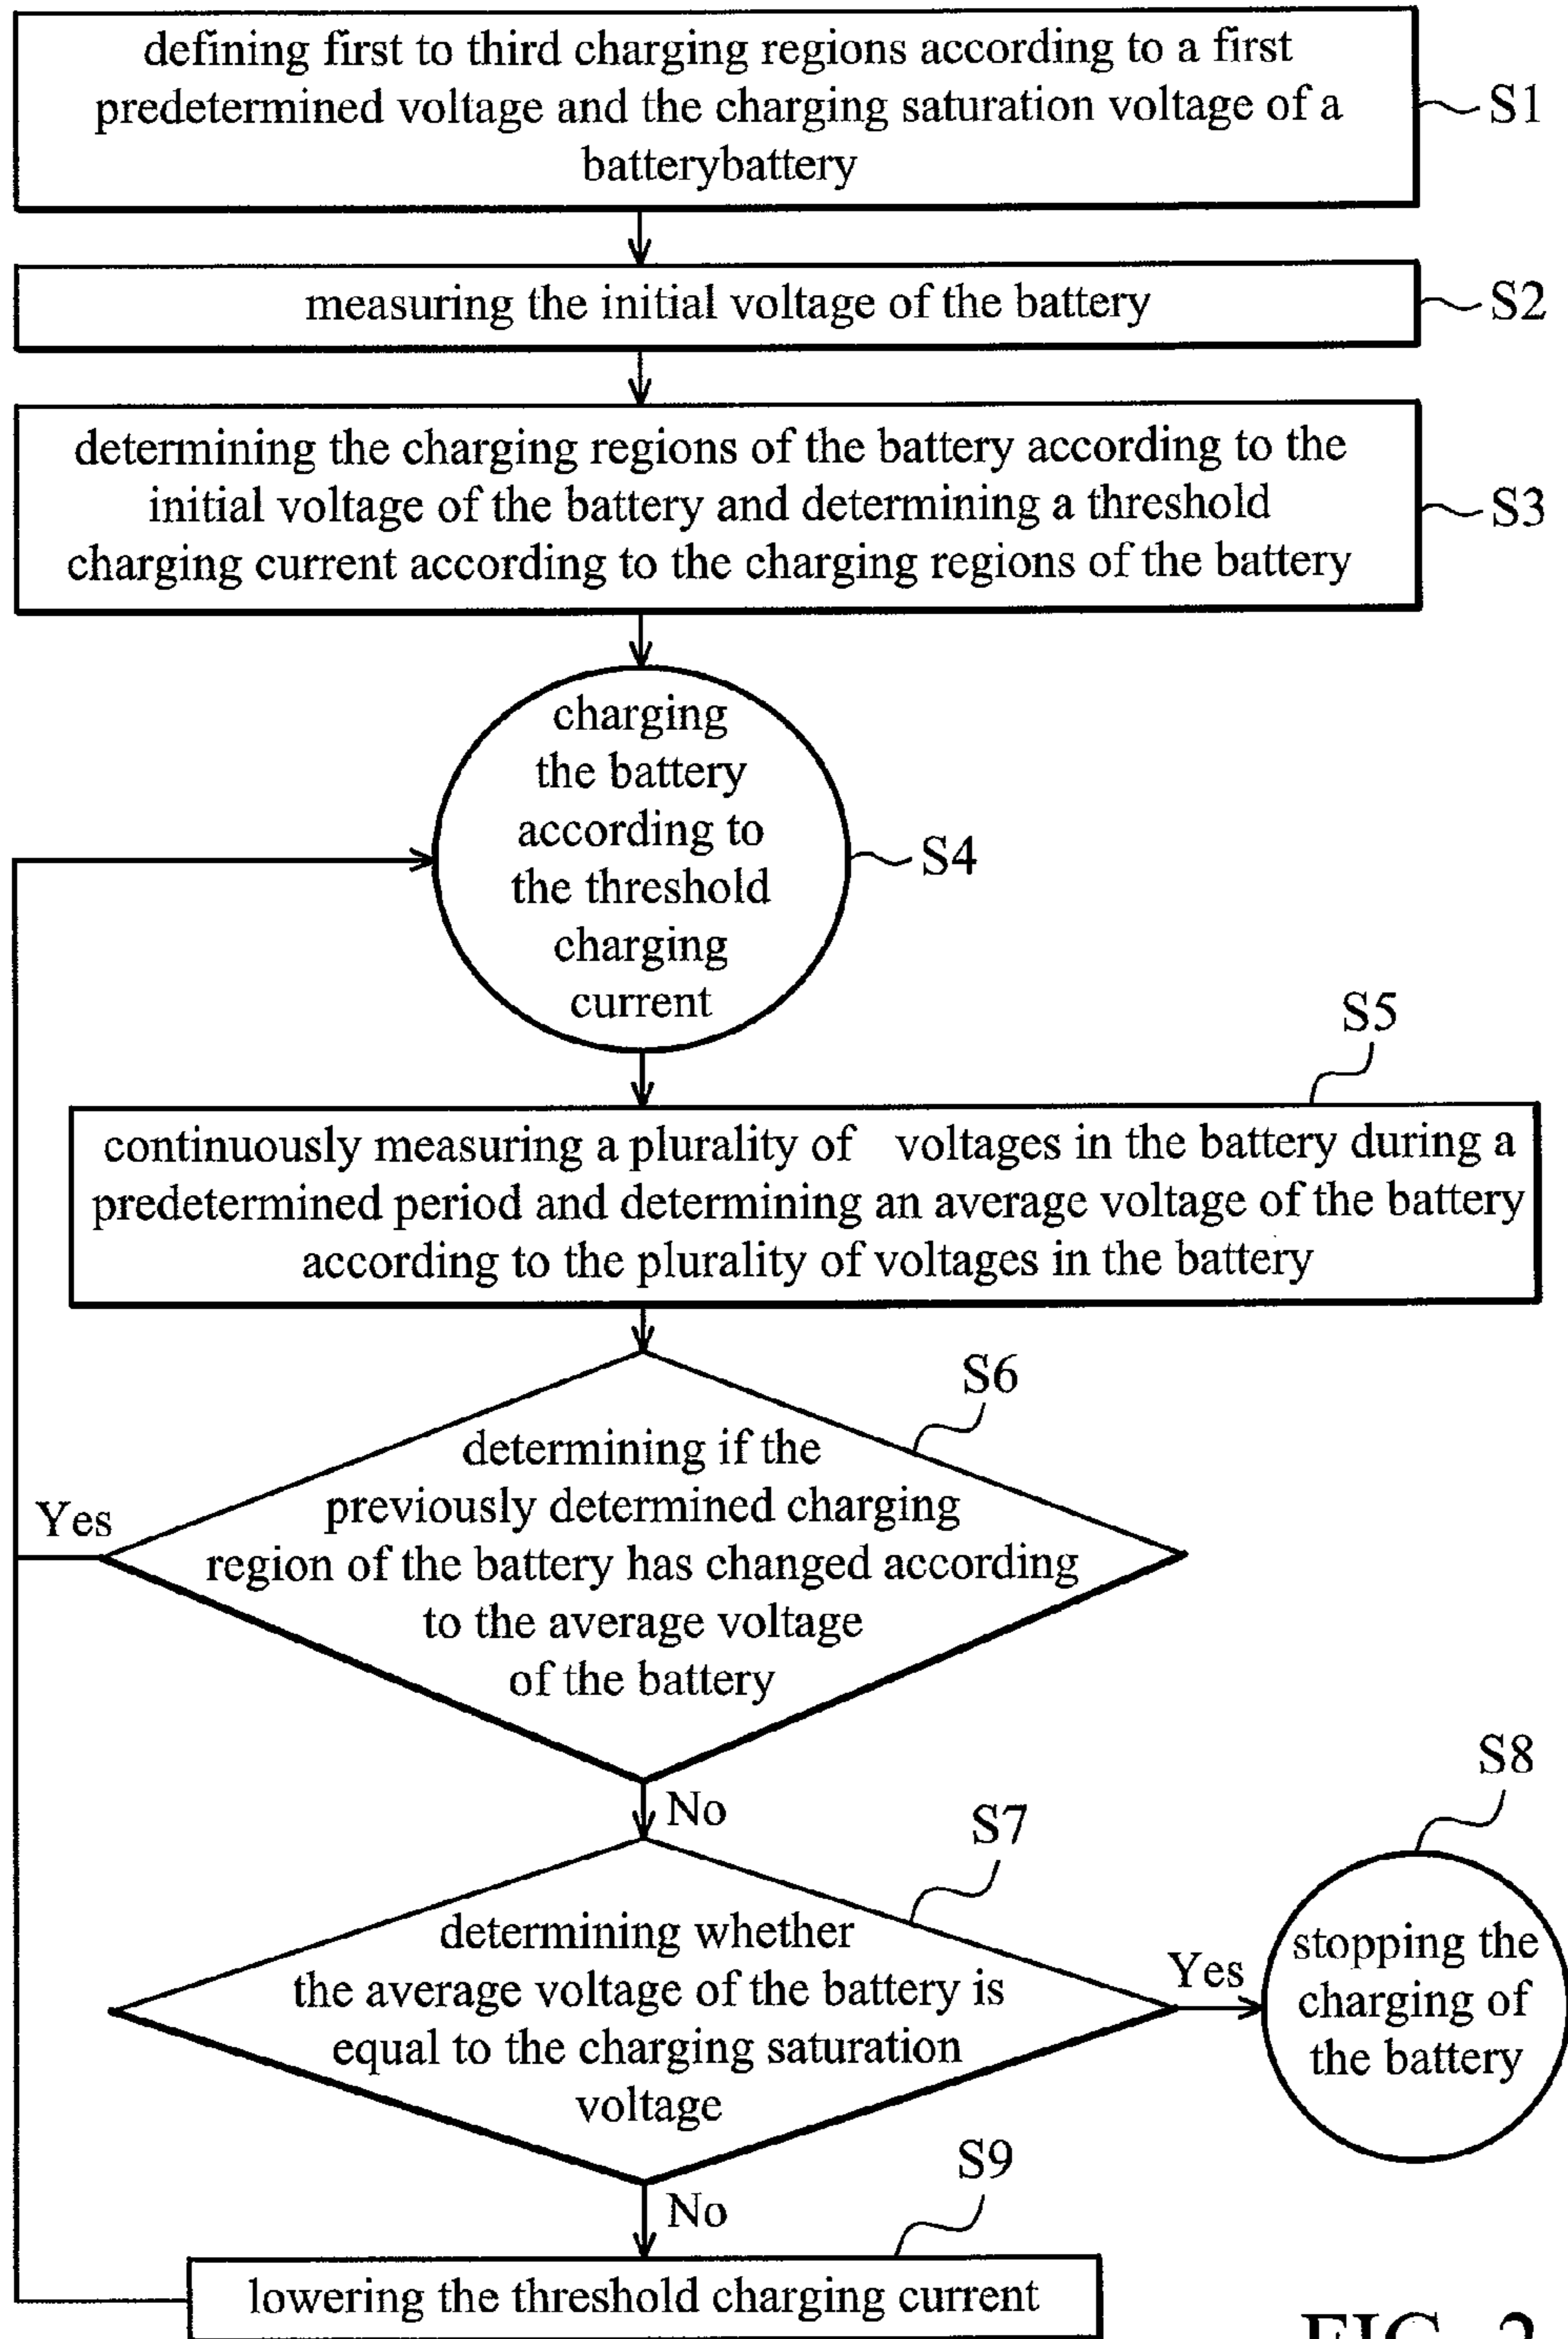 defining first to third charging regions according to a first
predetermined voltage and the charging saturation voltage of a
batterybattery
S1
measuring the initial voltage of the battery
S2
determining the charging regions of the battery according to the
initial voltage of the battery and determining a threshold
charging current according to the charging regions of the battery
S3
charging
the battery
according to
the threshold
charging
current
S4
S5
continuously measuring a plurality of voltages in the battery during a
predetermined period and determining an average voltage of the battery
according to the plurality of voltages in the battery
S6
determining if the
previously determined charging
region of the battery has changed according
to the average voltage
of the battery
Yes
No
S7
determining whether
the average voltage of the battery is
equal to the charging saturation
voltage
Yes
S8
stopping the
charging of
the battery
No
S9
lowering the threshold charging current
FIG. 2